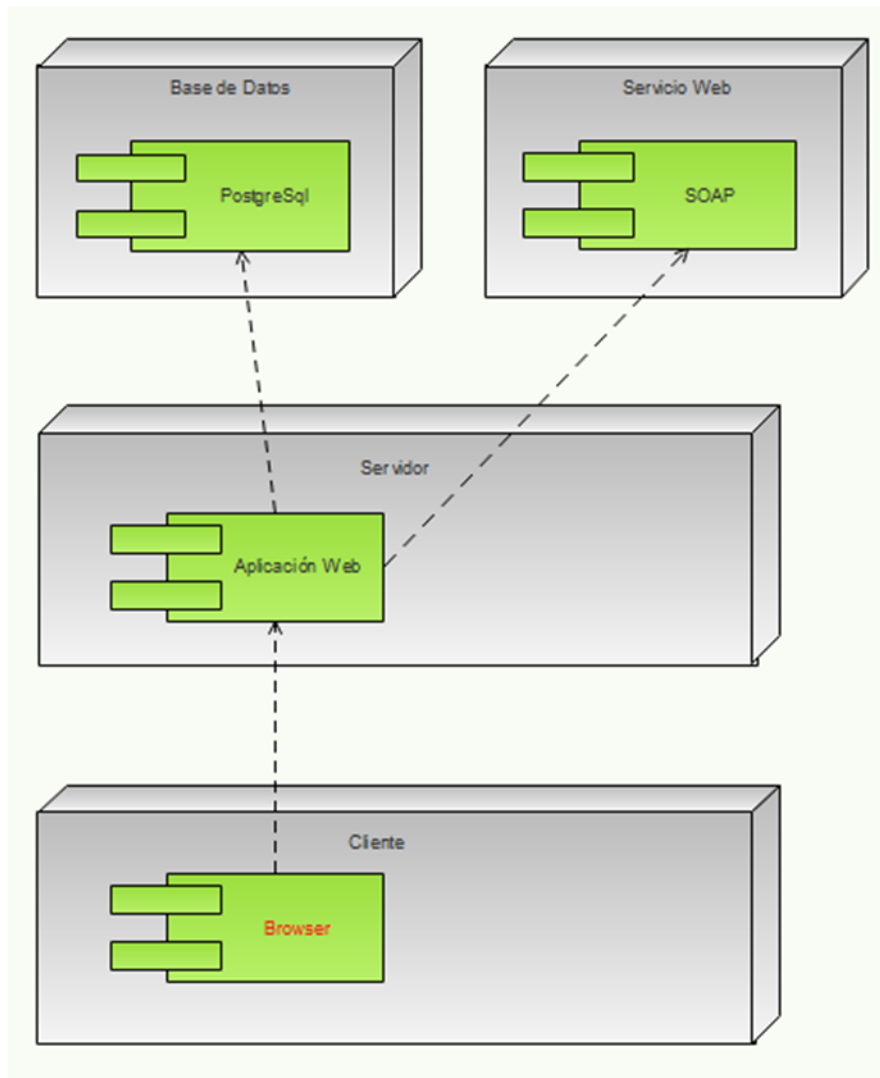 Base de Datos
Servicio Web
PostgreSql
SOAP
Servidor
Aplicación Web
Cliente
Browser